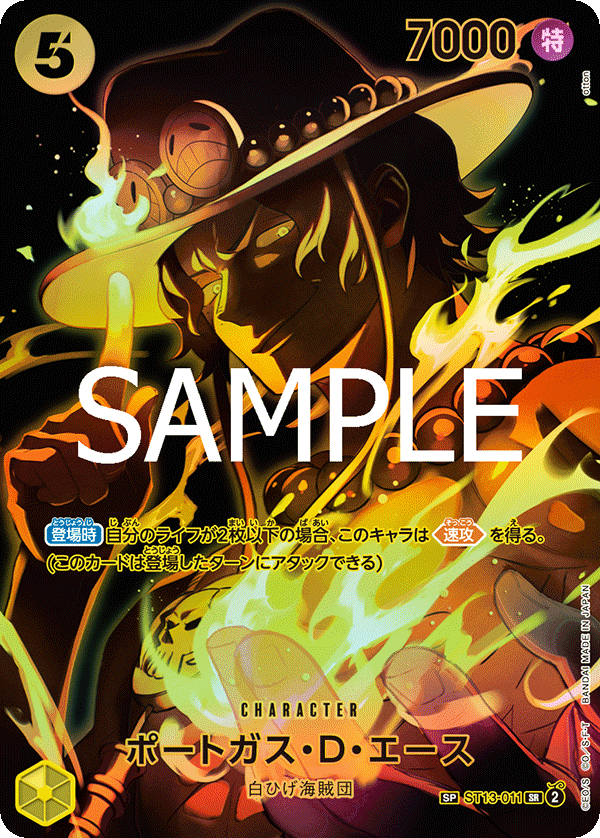 5
7000 特
otton
SAMPLE
登場時 自分のライフが2枚以下の場合、このキャラは 速攻 を得る。
(このカードは登場したターンにアタックできる)
CHARACTER
ポートガス・D・エース
白ひげ海賊団
SP ST13-011 SR 2
©E.O/S. ©O/S・F・T BANDAI MADE IN JAPAN